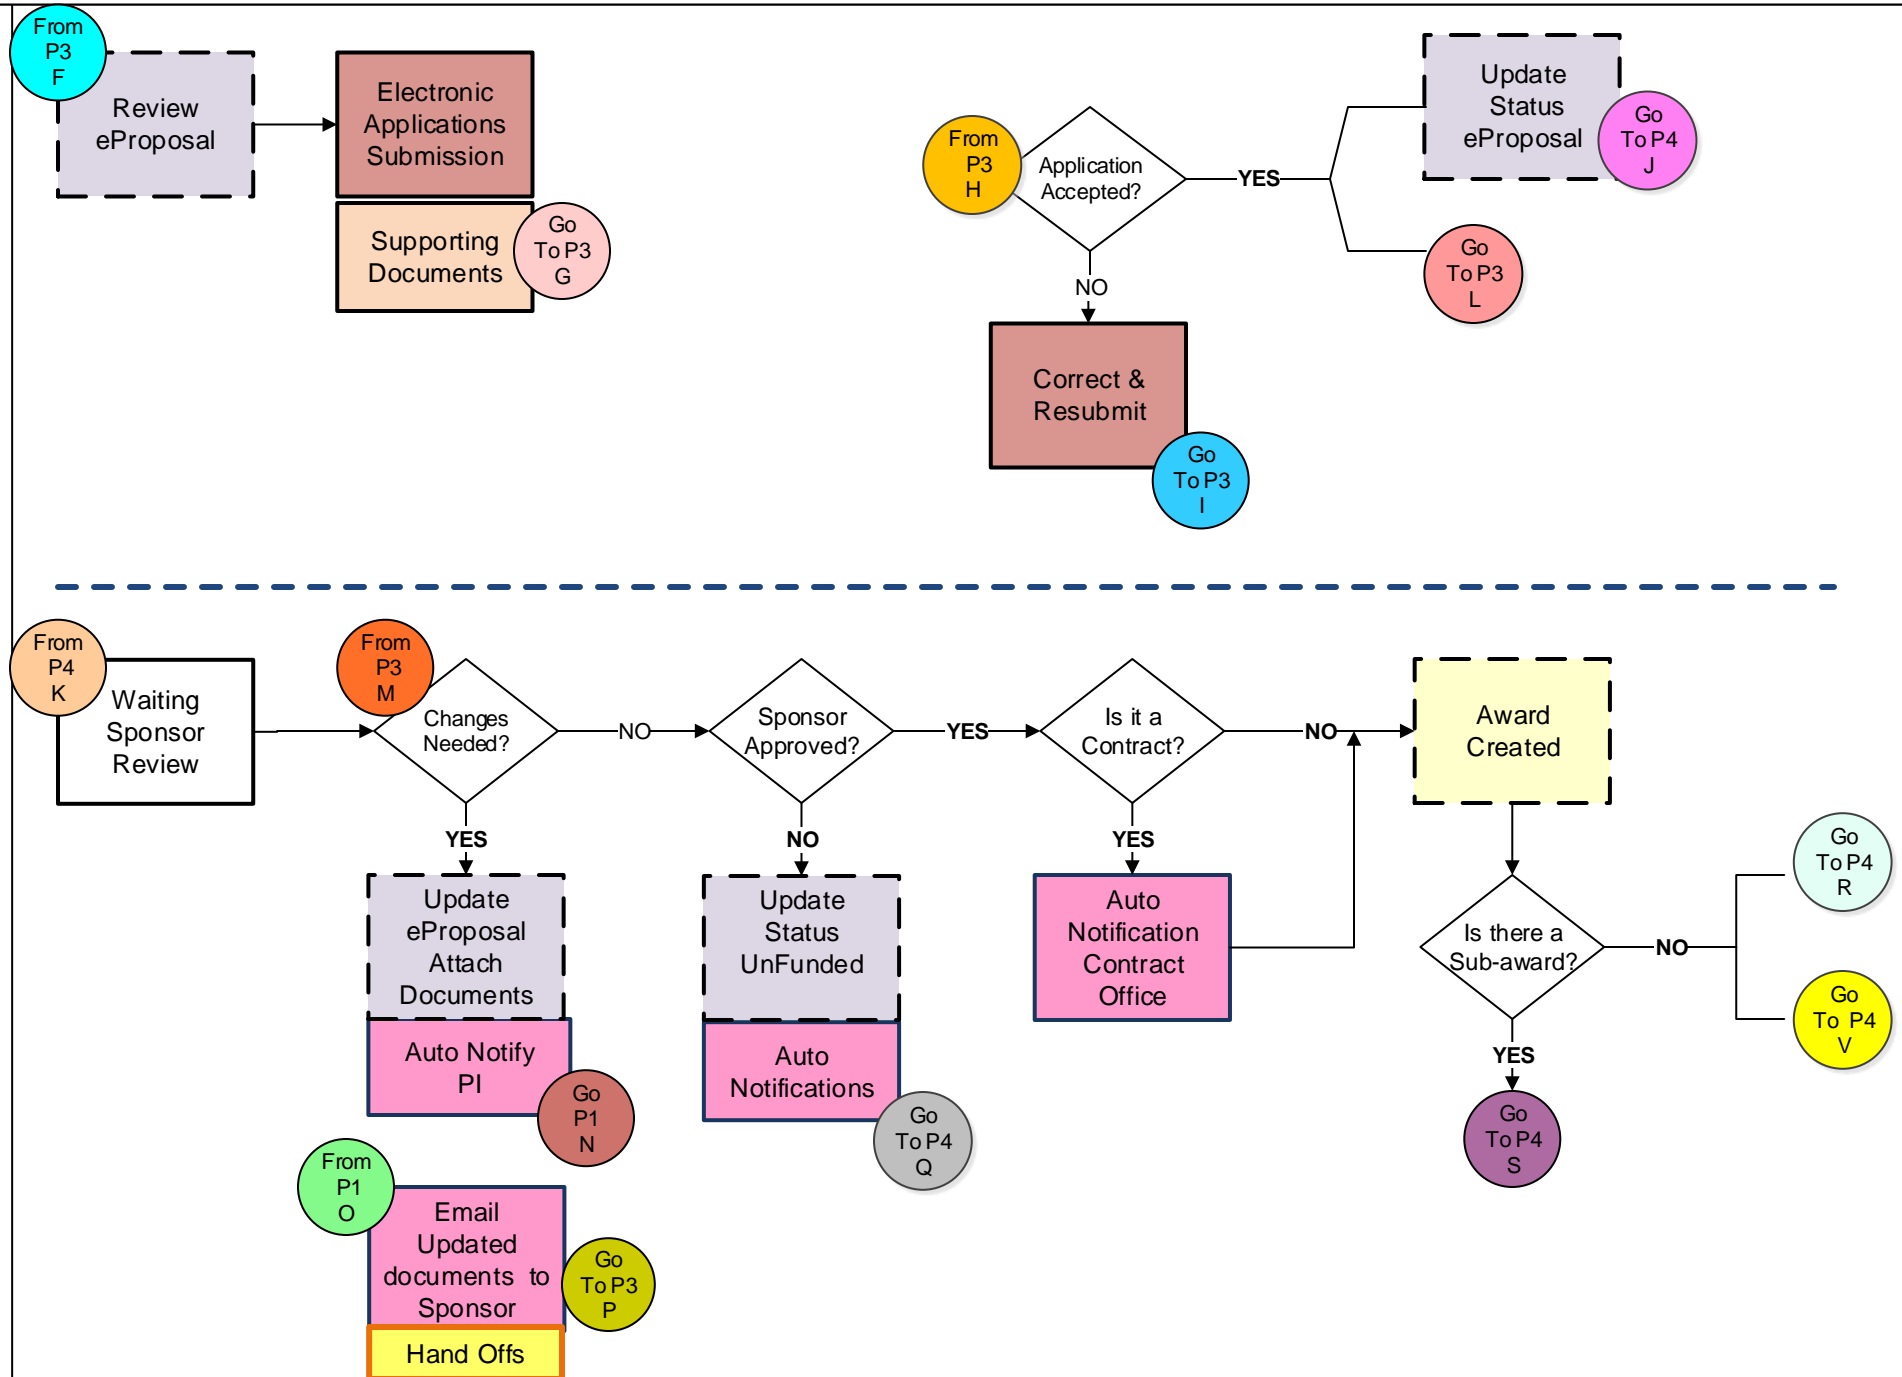 From
P3
F
Review
eProposal
Electronic
Applications
Submission
Supporting
Documents
Go
To P3
G
From
P3
H
Application
Accepted?
YES
NO
Update
Status
eProposal
Go
To P4
J
Go
To P3
L
Correct &
Resubmit
Go
To P3
I
From
P4
K
Waiting
Sponsor
Review
From
P3
M
Changes
Needed?
NO
Sponsor
Approved?
YES
Is it a
Contract?
NO
Award
Created
YES
NO
YES
Update
eProposal
Attach
Documents
Auto Notify
PI
Go
P1
N
Update
Status
UnFunded
Auto
Notifications
Go
To P4
Q
Auto
Notification
Contract
Office
Is there a
Sub-award?
NO
Go
To P4
R
Go
To P4
V
YES
Go
To P4
S
From
P1
O
Email
Updated
documents to
Sponsor
Go
To P3
P
Hand Offs